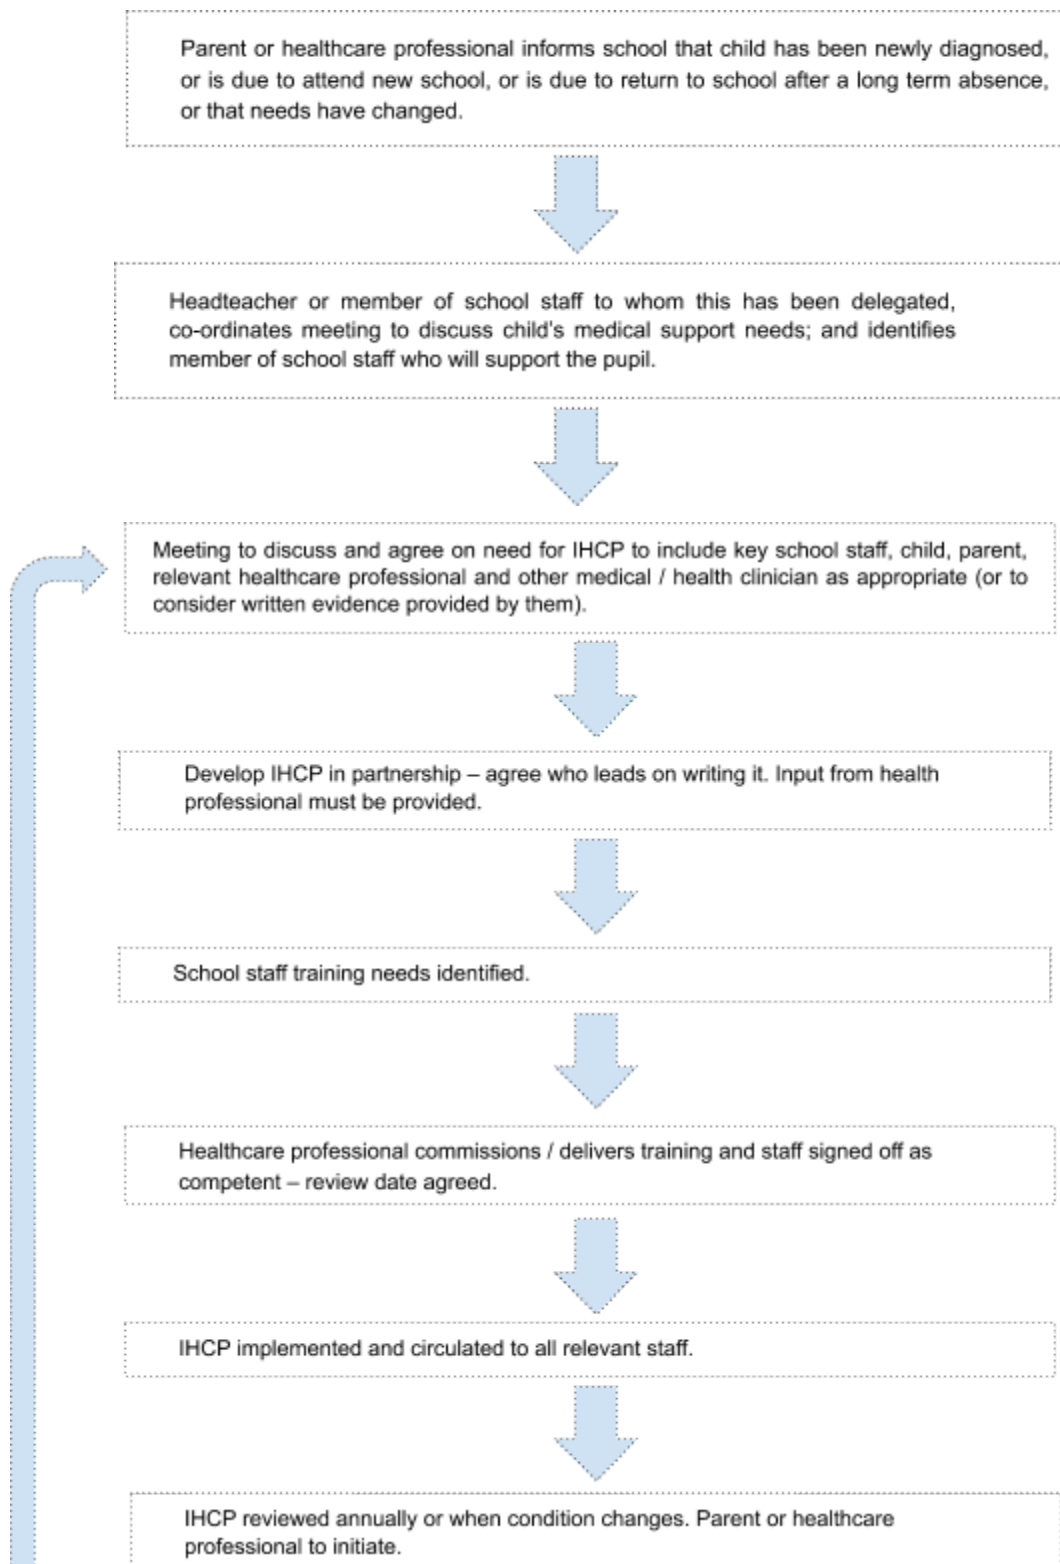 Parent or healthcare professional informs school that child has been newly diagnosed,
or is due to attend new school, or is due to return to school after a long term absence,
or that needs have changed.
Headteacher or member of school staff to whom this has been delegated,
co-ordinates meeting to discuss child's medical support needs; and identifies
member of school staff who will support the pupil.
Meeting to discuss and agree on need for IHCP to include key school staff, child, parent,
relevant healthcare professional and other medical / health clinician as appropriate (or to
consider written evidence provided by them).
Develop IHCP in partnership – agree who leads on writing it. Input from health
professional must be provided.
School staff training needs identified.
Healthcare professional commissions / delivers training and staff signed off as
competent – review date agreed.
IHCP implemented and circulated to all relevant staff.
IHCP reviewed annually or when condition changes. Parent or healthcare
professional to initiate.